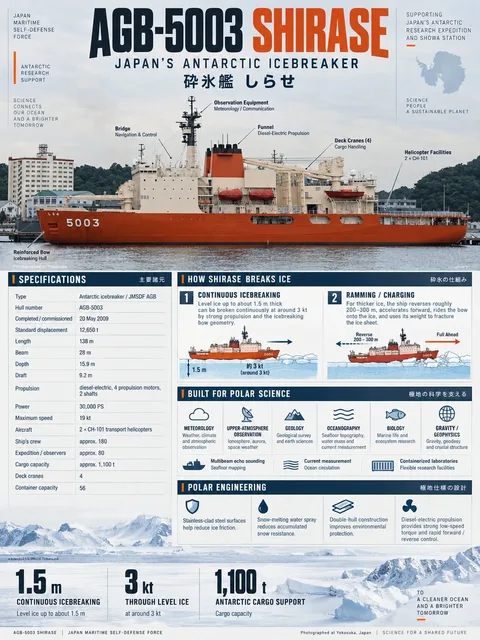 JAPAN
MARITIME
SELF-DEFENSE
FORCE
ANTARCTIC
RESEARCH
SUPPORT
SCIENCE
CONNECTS
OUR OCEAN
AND A BRIGHTER
TOMORROW
AGB-5003 SHIRASE
JAPAN'S ANTARCTIC ICEBREAKER
砕氷艦 しらせ
SUPPORTING
JAPAN'S ANTARCTIC
RESEARCH EXPEDITION
AND SHOWA STATION
SCIENCE
PEOPLE
A SUSTAINABLE PLANET
Observation Equipment
Meteorology / Communication
Bridge
Navigation & Control
Funnel
Diesel-Electric Propulsion
Deck Cranes (4)
Cargo Handling
Helicopter Facilities
2 × CH-101
5003
Reinforced Bow
Icebreaking Hull
SPECIFICATIONS 主要諸元
Type Antarctic icebreaker / JMSDF AGB
Hull number AGB-5003
Completed / commissioned 20 May 2009
Standard displacement 12,650 t
Length 138 m
Beam 28 m
Depth 15.9 m
Draft 9.2 m
Propulsion diesel-electric, 4 propulsion motors,
2 shafts
Power 30,000 PS
Maximum speed 19 kt
Aircraft 2 × CH-101 transport helicopters
Ship's crew approx. 180
Expedition / observers approx. 80
Cargo capacity approx. 1,100 t
Deck cranes 4
Container capacity 56
HOW SHIRASE BREAKS ICE 砕氷の仕組み
1 CONTINUOUS ICEBREAKING
Level ice up to about 1.5 m thick
can be broken continuously at around 3 kt
by strong propulsion and the icebreaking
bow geometry.
1.5 m
約 3 kt
(around 3 kt)
2 RAMMING / CHARGING
For thicker ice, the ship reverses roughly
200–300 m, accelerates forward, rides the bow
onto the ice, and uses its weight to fracture
the ice sheet.
Reverse
200 – 300 m
Full Ahead
BUILT FOR POLAR SCIENCE 極地の科学を支える
METEOROLOGY
Weather, climate
and atmospheric
observation
UPPER-ATMOSPHERE
OBSERVATION
Ionosphere, aurora,
space weather
GEOLOGY
Geological survey
and earth sciences
OCEANOGRAPHY
Seafloor topography,
water mass and
current measurement
BIOLOGY
Marine life and
ecosystem research
GRAVITY /
GEOPHYSICS
Gravity, geodesy
and crustal structure
Multibeam echo sounding
Seafloor mapping
Current measurement
Ocean circulation
Containerized laboratories
Flexible research facilities
POLAR ENGINEERING 極地仕様の設計
Stainless-clad steel surfaces
help reduce ice friction.
Snow-melting water spray
reduces accumulated
snow resistance.
Double-hull construction
improves environmental
protection.
Diesel-electric propulsion
provides strong low-speed
torque and rapid forward /
reverse control.
1.5 m
CONTINUOUS ICEBREAKING
Level ice up to about 1.5 m
3 kt
THROUGH LEVEL ICE
at around 3 kt
1,100 t
ANTARCTIC CARGO SUPPORT
Cargo capacity
TO
A CLEANER OCEAN
AND A BRIGHTER
TOMORROW
AGB-5003 SHIRASE | JAPAN MARITIME SELF-DEFENSE FORCE
Photographed at Yokosuka, Japan | SCIENCE FOR A SHARED FUTURE